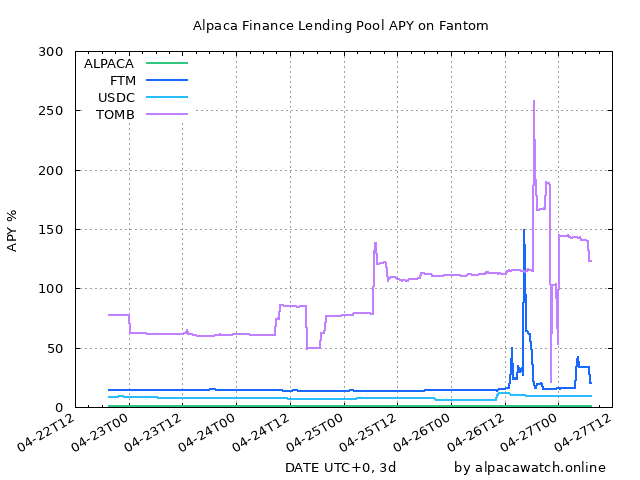 Alpaca Finance Lending Pool APY on Fantom
300
250
200
150
100
50
0
APY %
ALPACA
FTM
USDC
TOMB
04-22T12
04-23T00
04-23T12
04-24T00
04-24T12
04-25T00
04-25T12
04-26T00
04-26T12
04-27T00
04-27T12
DATE UTC+0, 3d
by alpacawatch.online